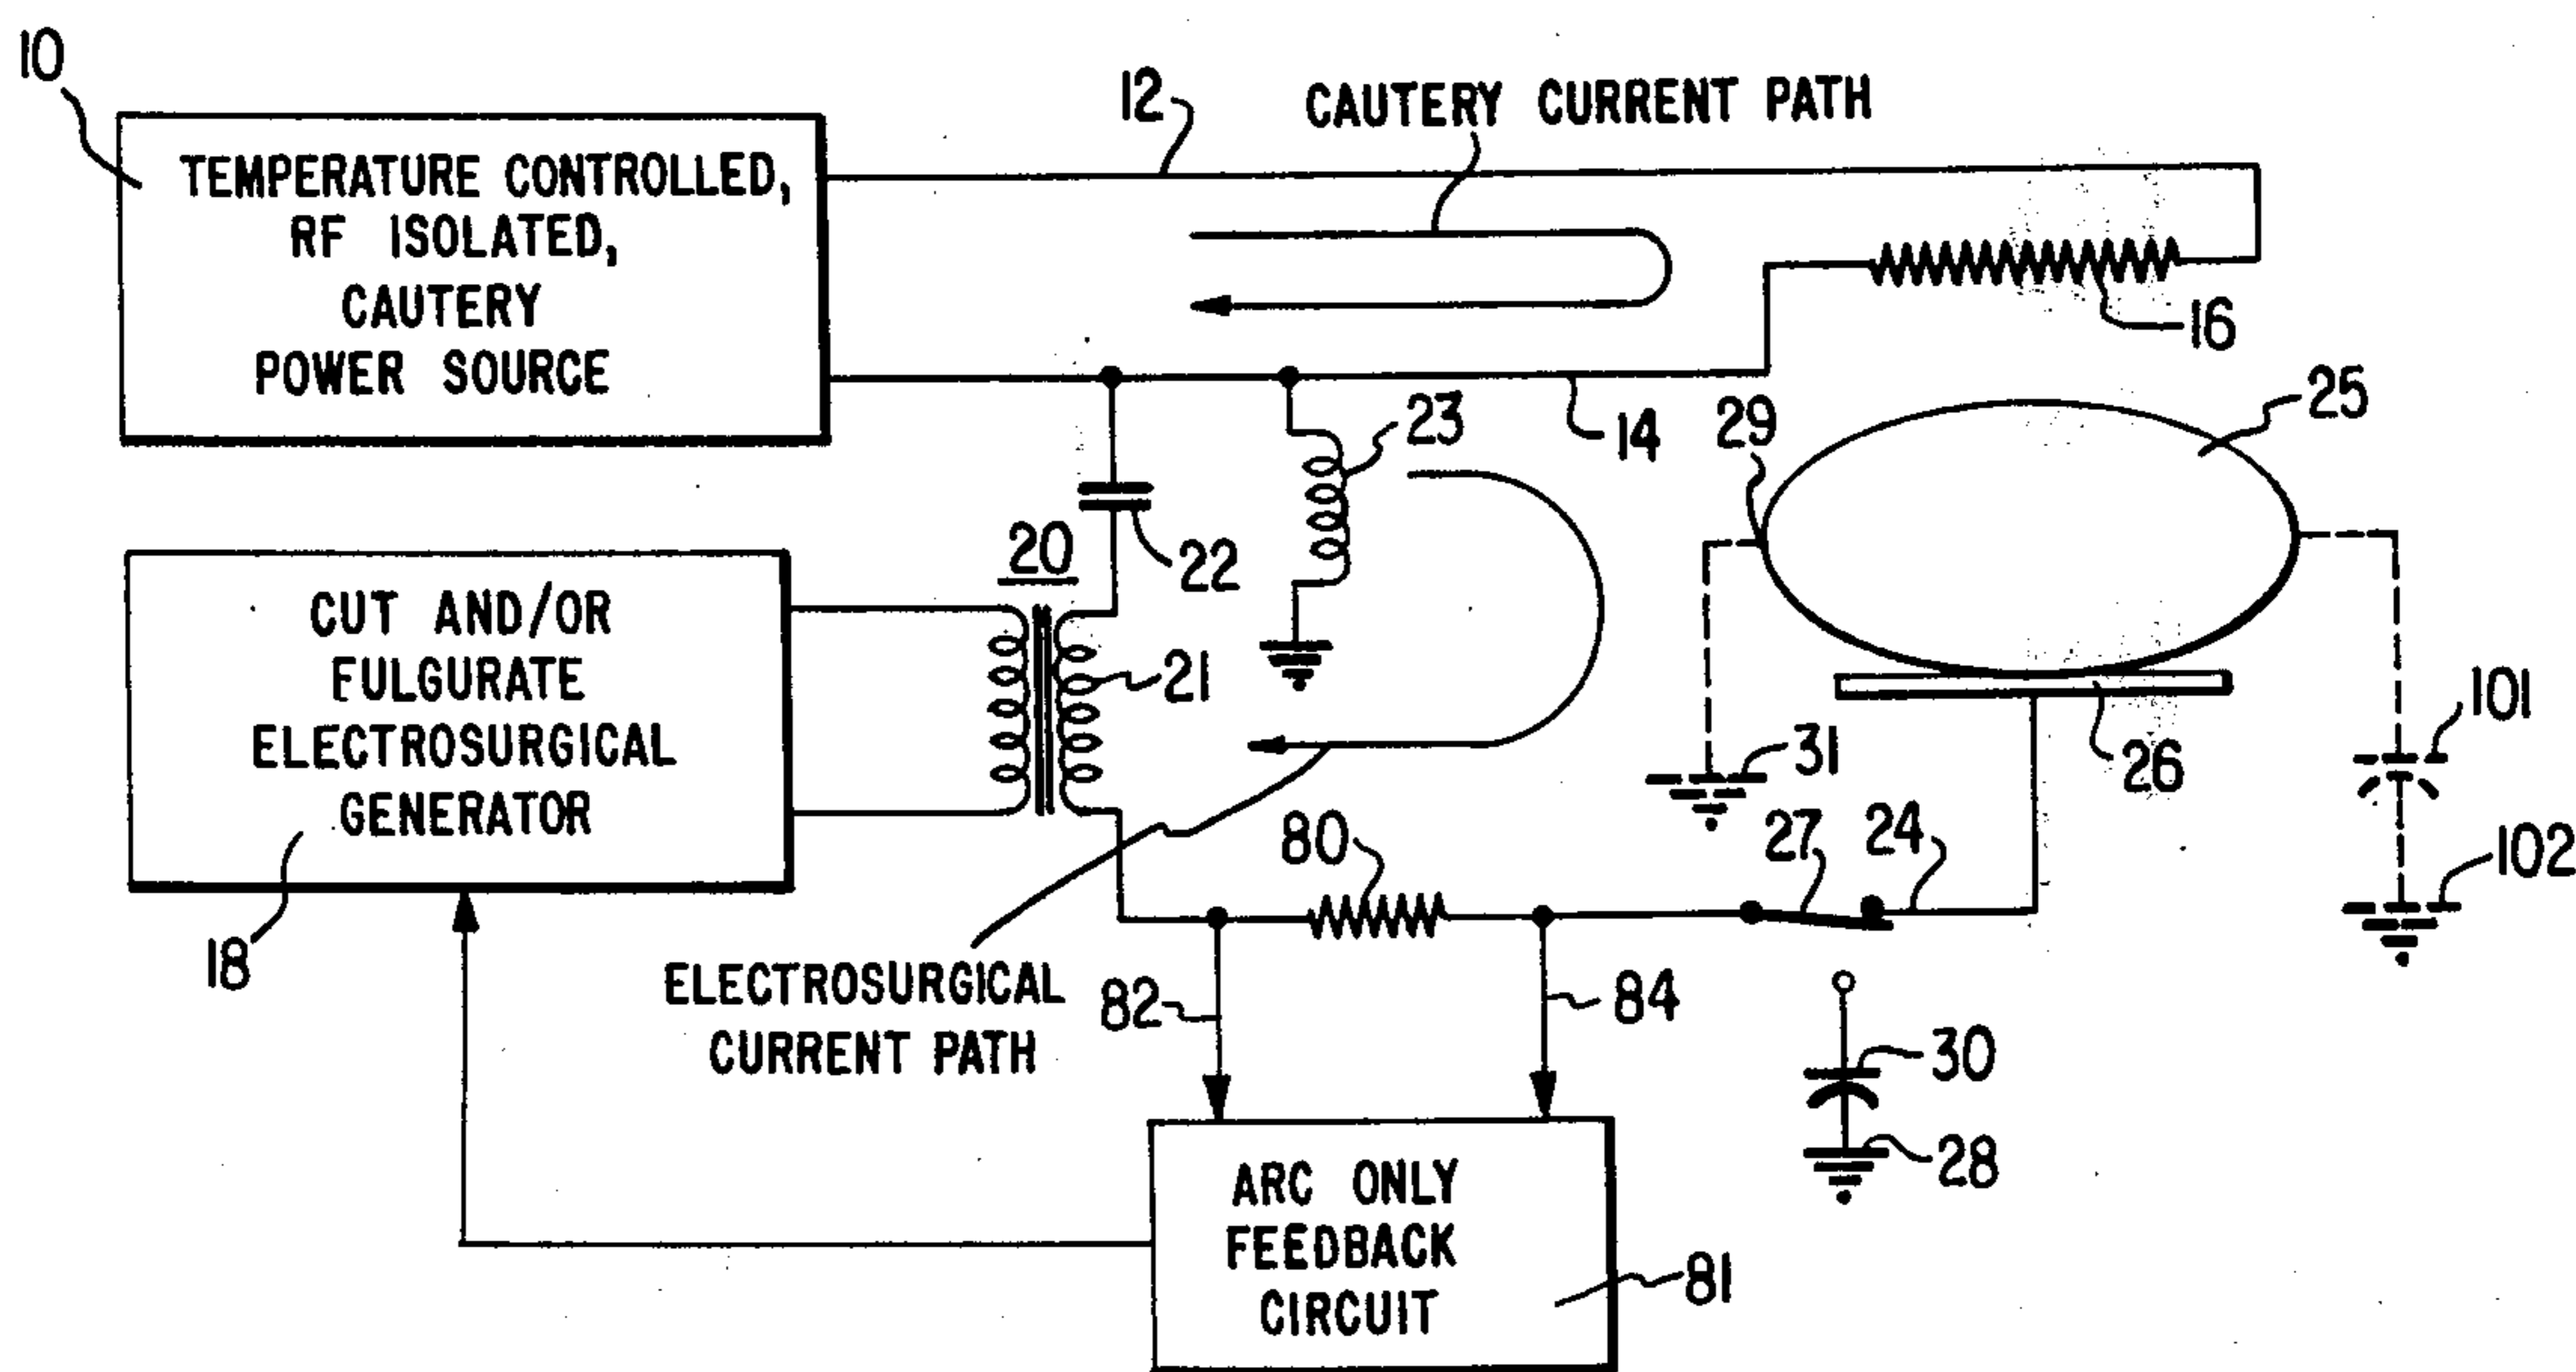 10
12
CAUTERY CURRENT PATH
TEMPERATURE CONTROLLED,
RF ISOLATED,
CAUTERY
POWER SOURCE
16
14
23
29
25
20
22
CUT AND/OR
FULGURATE
ELECTROSURGICAL
GENERATOR
21
18
31
26
101
80
27
24
102
ELECTROSURGICAL
CURRENT PATH
82
84
30
28
ARC ONLY
FEEDBACK
CIRCUIT
81